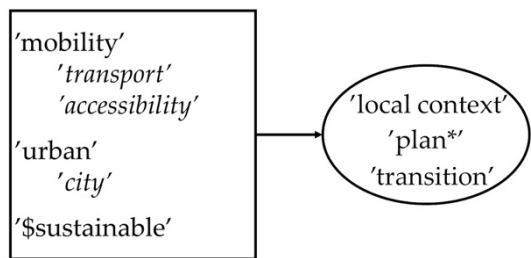 ’mobility’
’transport’
’accessibility’
’urban’
’city’
’$sustainable’
’local context’
’plan*’
’transition’